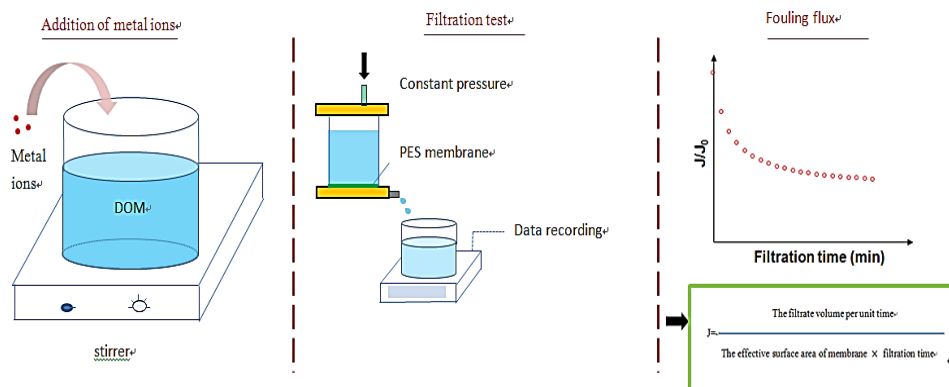 Addition of metal ions
Metal
ions
DOM
stirrer
Filtration test
Constant pressure
PES membrane
Data recording
Fouling flux
J/J₀
Filtration time (min)
J=
The filtrate volume per unit time
The effective surface area of membrane × filtration time